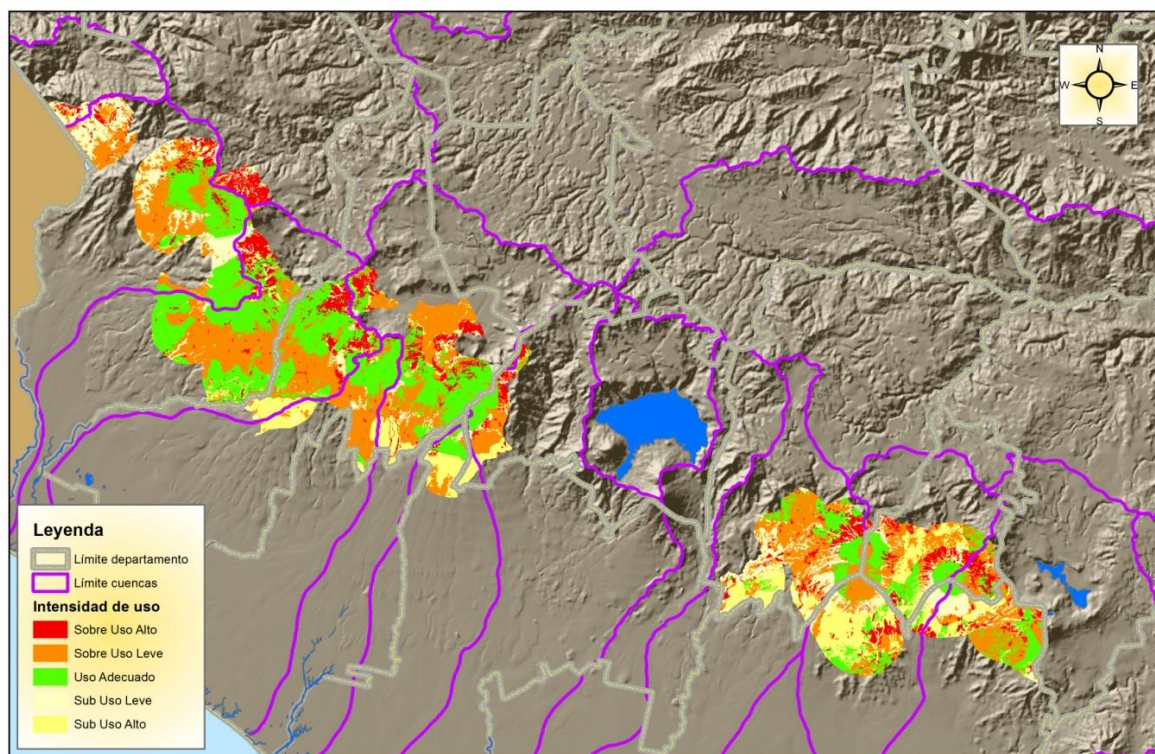 N
W E
S
Leyenda
Límite departamento
Límite cuencas
Intensidad de uso
Sobre Uso Alto
Sobre Uso Leve
Uso Adecuado
Sub Uso Leve
Sub Uso Alto